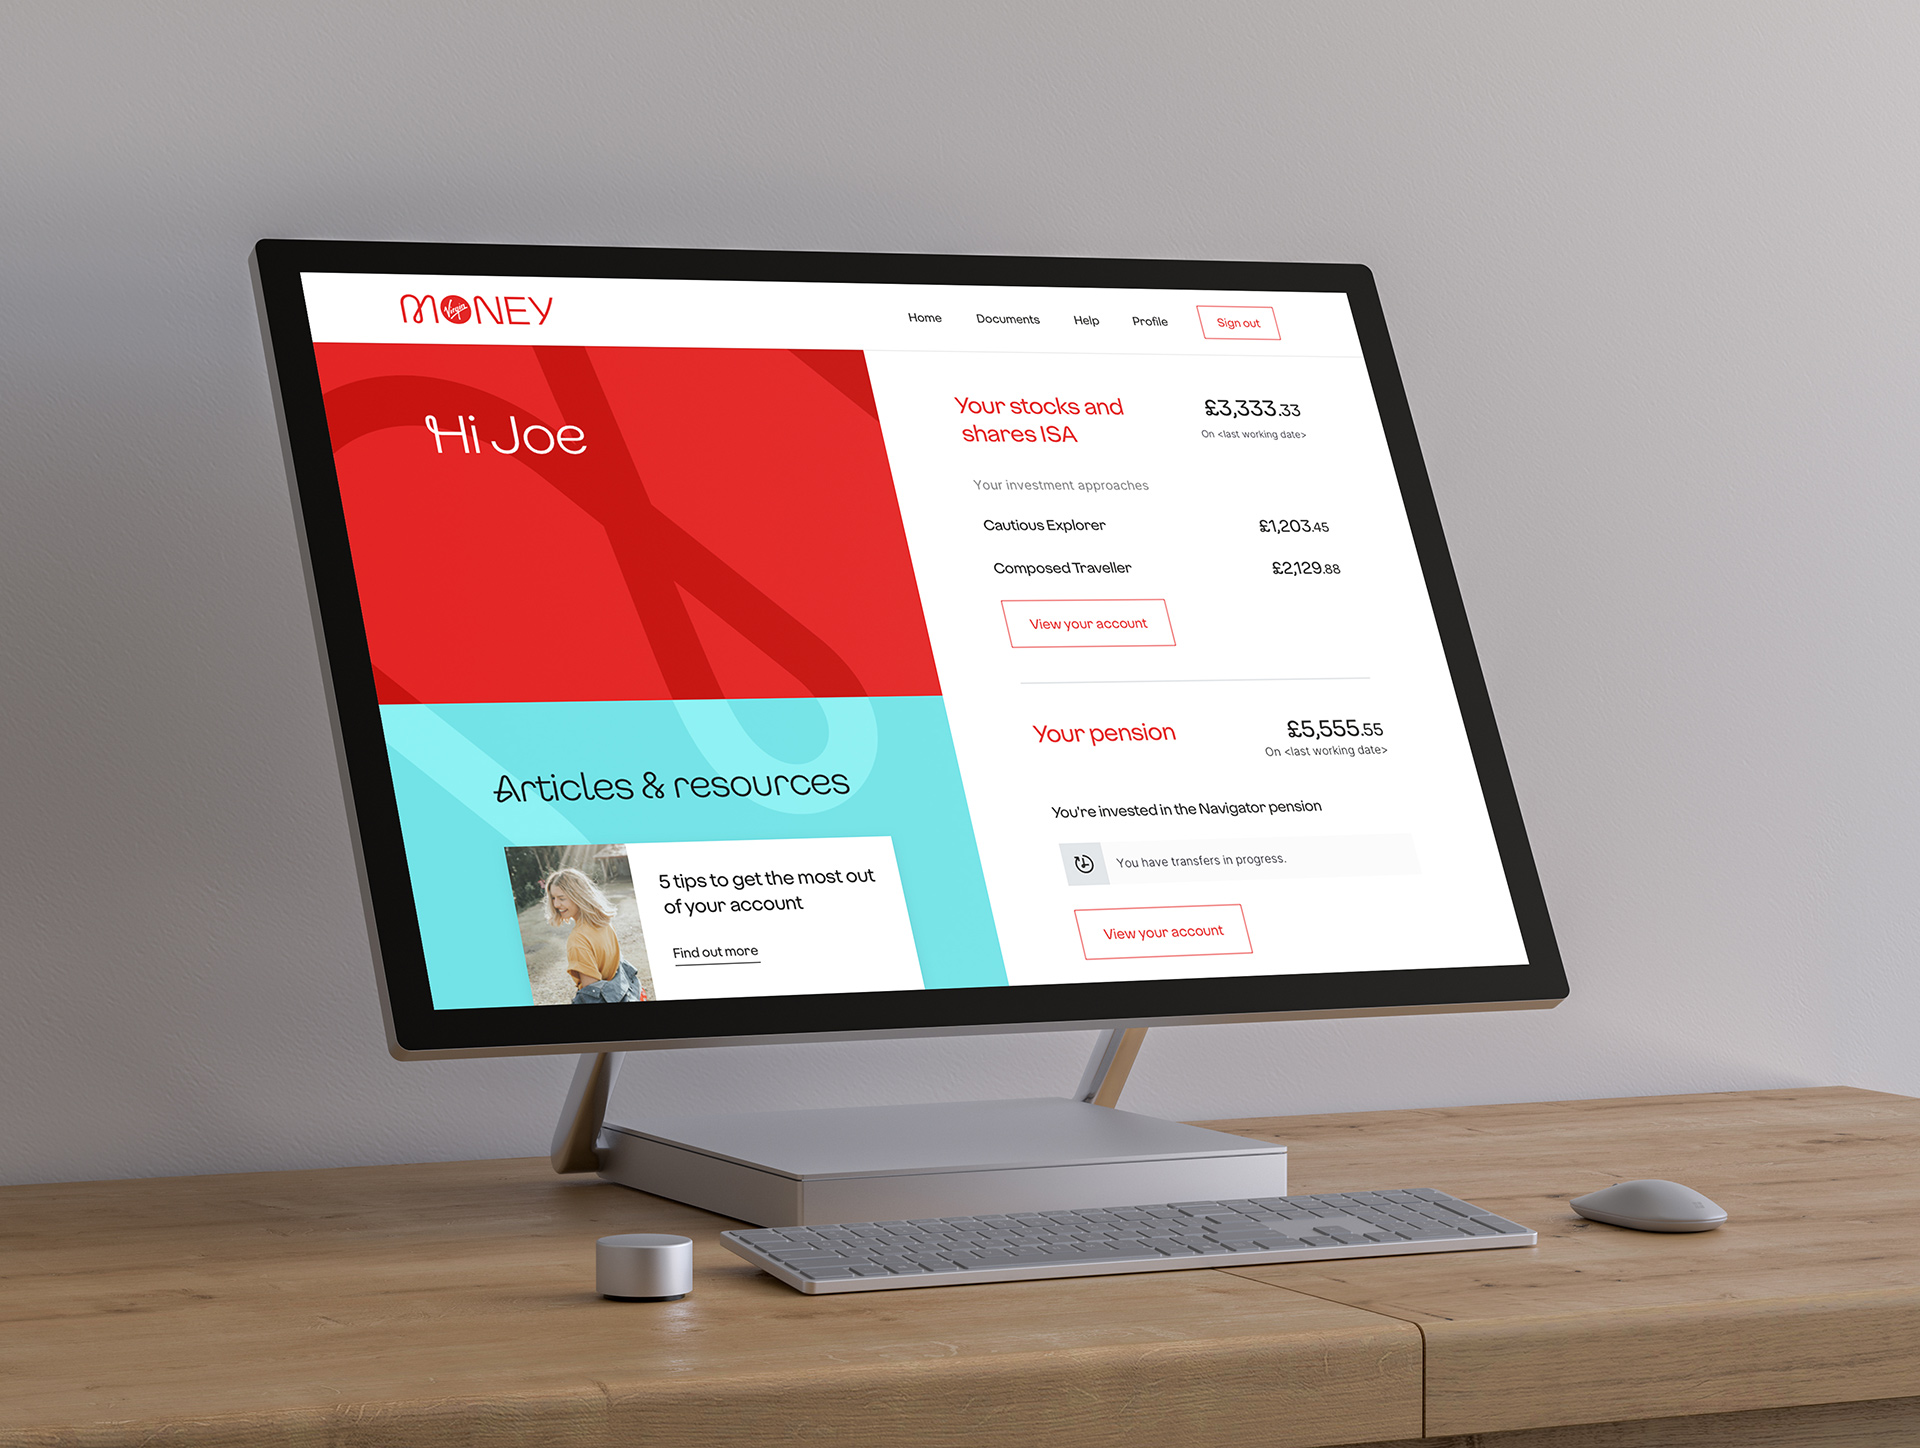 MONEY
Virgin
Home
Documents
Help
Profile
Sign out
Hi Joe
Articles & resources
5 tips to get the most out
of your account
Find out more
Your stocks and
shares ISA
£3,333.33
On <last working date>
Your investment approaches
Cautious Explorer
£1,203.45
Composed Traveller
£2,129.88
View your account
Your pension
£5,555.55
On <last working date>
You're invested in the Navigator pension
You have transfers in progress.
View your account